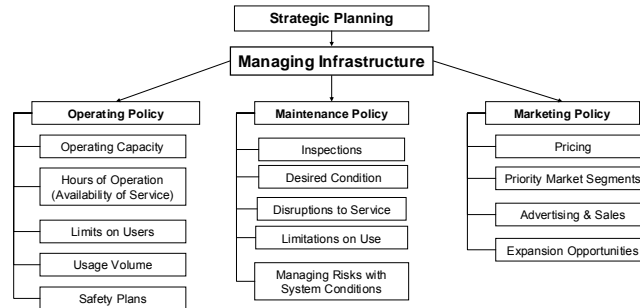 Strategic Planning
Managing Infrastructure
Operating Policy
Operating Capacity
Hours of Operation
(Availability of Service)
Limits on Users
Usage Volume
Safety Plans
Maintenance Policy
Inspections
Desired Condition
Disruptions to Service
Limitations on Use
Managing Risks with
System Conditions
Marketing Policy
Pricing
Priority Market Segments
Advertising & Sales
Expansion Opportunities